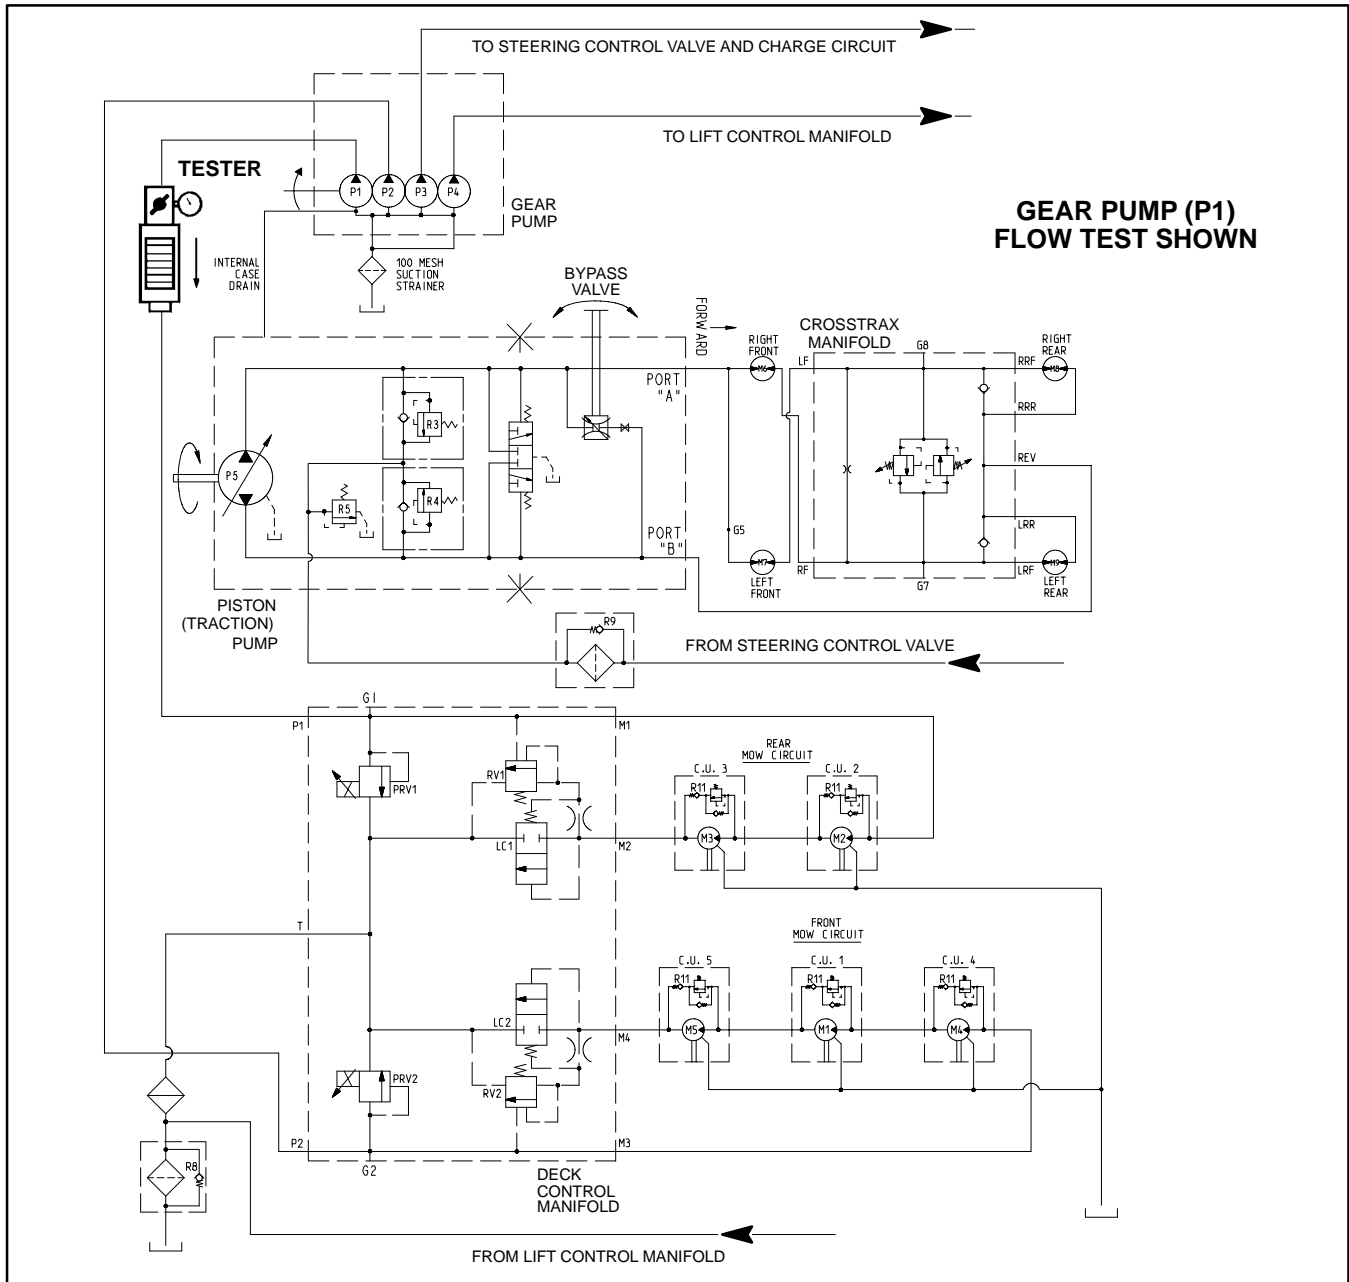 TO STEERING CONTROL VALVE AND CHARGE CIRCUIT
TO LIFT CONTROL MANIFOLD
TESTER
P1
P2
P3
P4
GEAR
PUMP
GEAR PUMP (P1)
FLOW TEST SHOWN
INTERNAL
CASE
DRAIN
100 MESH
SUCTION
STRAINER
BYPASS
VALVE
FORWARD
CROSSTRAX
MANIFOLD
G8
RIGHT
FRONT
M6
LF
RRF
RIGHT
REAR
M8
PORT
"A"
RRR
R3
P5
REV
R4
R5
G5
LRR
PORT
"B"
M7
LEFT
FRONT
RF
G7
LRF
M9
LEFT
REAR
PISTON
(TRACTION)
PUMP
R9
FROM STEERING CONTROL VALVE
G1
P1
M1
REAR
MOW CIRCUIT
C.U. 3
C.U. 2
RV1
R11
R11
PRV1
LC1
M2
M3
M2
T
FRONT
MOW CIRCUIT
C.U. 5
C.U. 1
C.U. 4
R11
R11
R11
LC2
M4
M5
M1
M4
PRV2
RV2
P2
M3
G2
R8
DECK
CONTROL
MANIFOLD
FROM LIFT CONTROL MANIFOLD